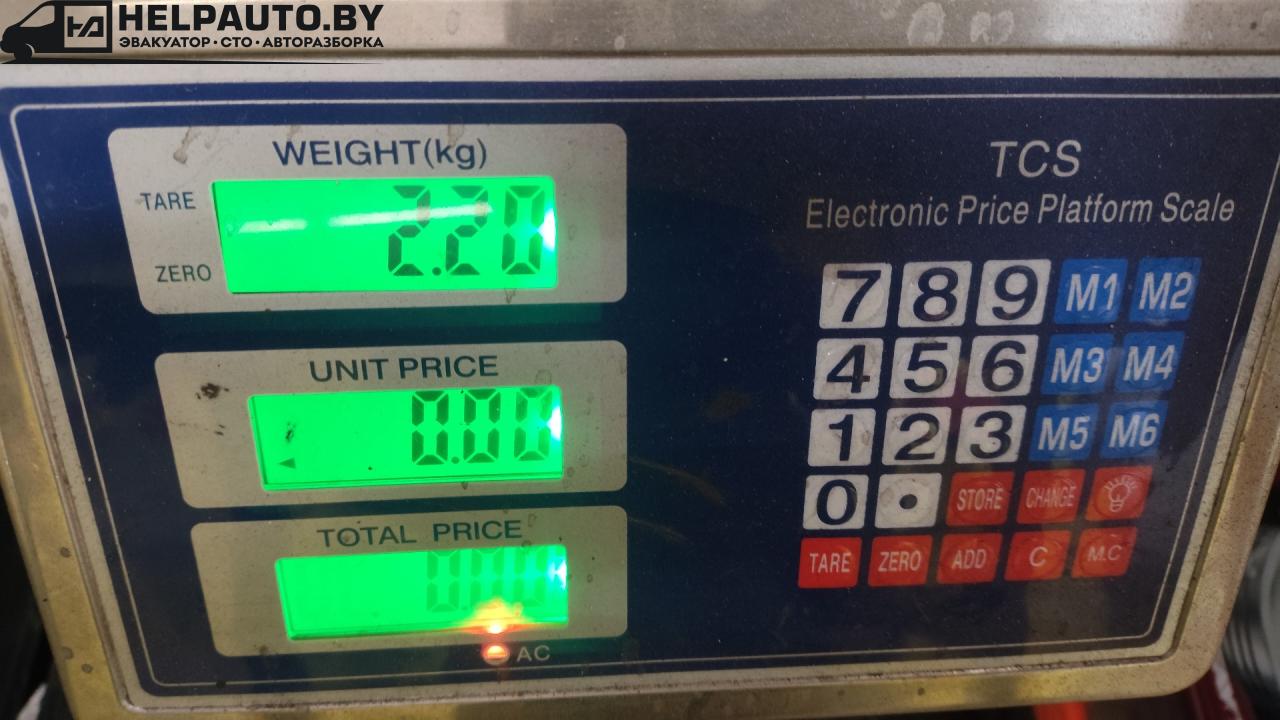 HELPAUTO.BY
ЭВАКУАТОР·СТО·АВТОРАЗБОРКА
WEIGHT(kg)
TARE
2.20
ZERO
UNIT PRICE
0.00
TOTAL PRICE
0.00
AC
TCS
Electronic Price Platform Scale
7 8 9 M1 M2
4 5 6 M3 M4
1 2 3 M5 M6
0 • STORE CHANGE
TARE ZERO ADD C M.C